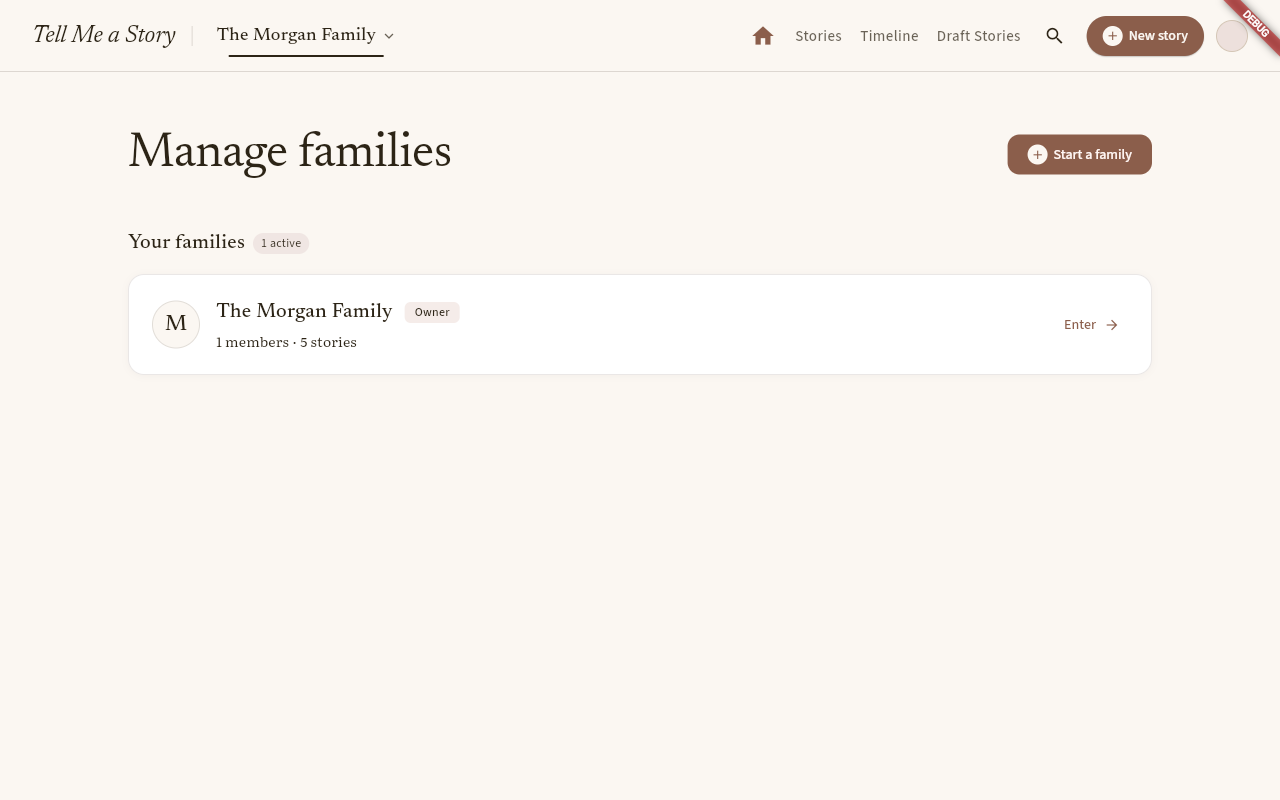 Tell Me a Story
The Morgan Family
Stories
Timeline
Draft Stories
New story
DEBUG
Manage families
Start a family
Your families
1 active
M
The Morgan Family
Owner
1 members · 5 stories
Enter